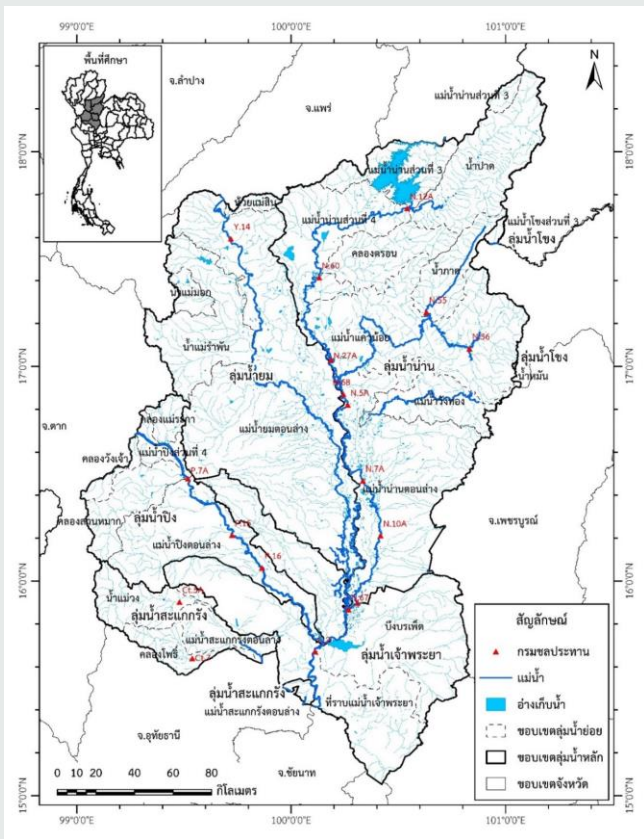 99°0'0"E
100°0'0"E
101°0'0"E
พื้นที่ศึกษา
N
จ.ลำปาง
จ.แพร่
แม่น้ำน่านส่วนที่ 3
18°0'0"N
18°0'0"N
แม่น้ำน่านส่วนที่ 3
น้ำปาด
ห้วยแม่สิน
N.12A
แม่น้ำน่านส่วนที่ 4
แม่น้ำโขงส่วนที่ 3
Y.14
ลุ่มน้ำโขง
คลองตรอน
N.60
น้ำภาค
น้ำแม่มอก
N.55
แม่น้ำแควน้อย
N.36
น้ำแม่รำพัน
17°0'0"N
17°0'0"N
N.27A
ลุ่มน้ำน่าน
ลุ่มน้ำโขง
ลุ่มน้ำยม
น้ำหมัน
N.5A
แม่น้ำวังทอง
คลองแม่ระกา
จ.ตาก
แม่น้ำยมตอนล่าง
คลองวังเจ้า
แม่น้ำปิงส่วนที่ 4
P.7A
N.7A
แม่น้ำน่านตอนล่าง
คลองสวนหมาก
ลุ่มน้ำปิง
N.10A
จ.เพชรบูรณ์
แม่น้ำปิงตอนล่าง
16°0'0"N
16°0'0"N
น้ำแม่วง
ลุ่มน้ำสะแกกรัง
บึงบรเพ็ด
แม่น้ำสะแกกรังตอนล่าง
คลองโพธิ์
ลุ่มน้ำเจ้าพระยา
ลุ่มน้ำสะแกกรัง
ที่ราบแม่น้ำเจ้าพระยา
แม่น้ำสะแกกรังตอนล่าง
จ.อุทัยธานี
จ.ชัยนาท
0 10 20 40 60 80
กิโลเมตร
สัญลักษณ์
กรมชลประทาน
แม่น้ำ
อ่างเก็บน้ำ
ขอบเขตลุ่มน้ำย่อย
ขอบเขตลุ่มน้ำหลัก
ขอบเขตจังหวัด
15°0'0"N
15°0'0"N
99°0'0"E
100°0'0"E
101°0'0"E